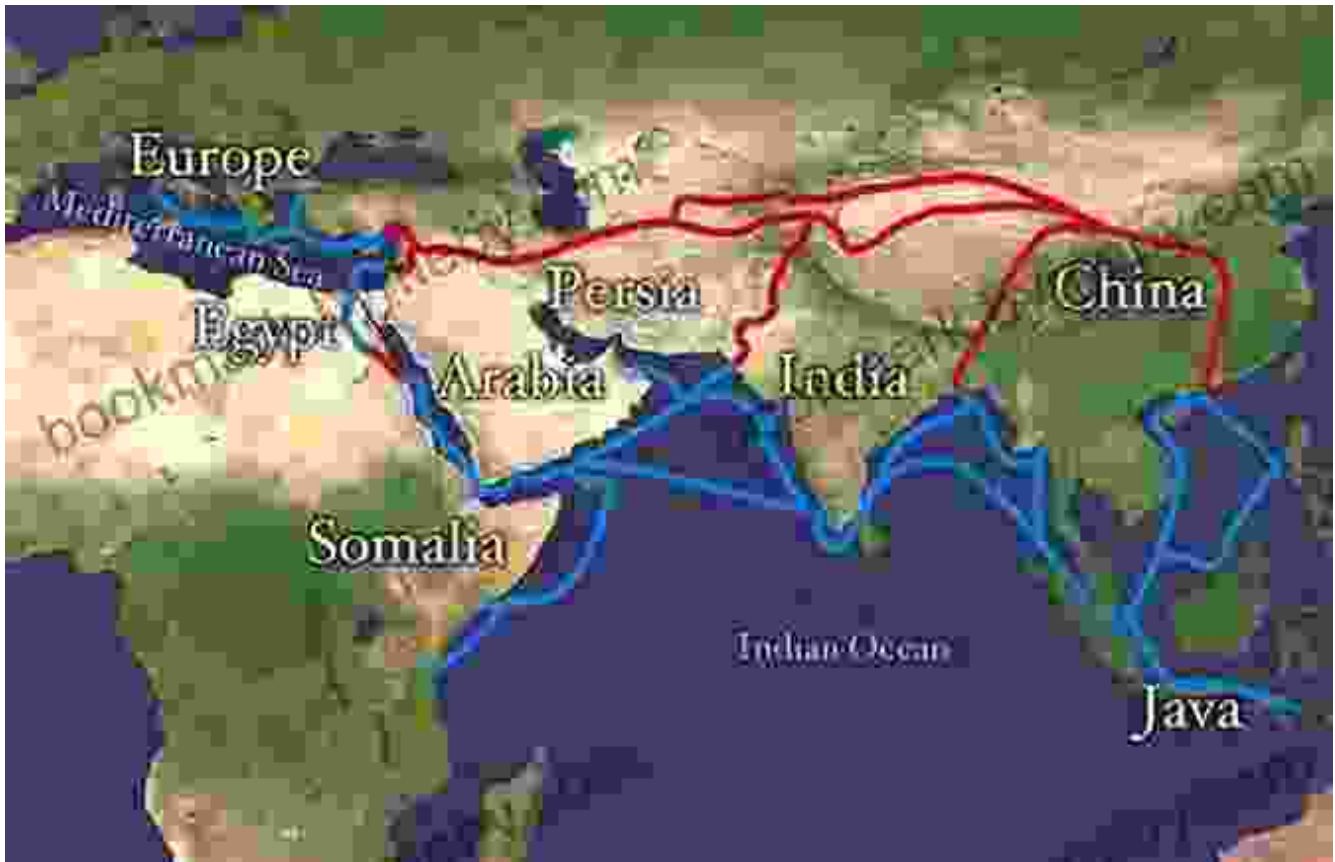 Europe
Mediterranean Sea
Persia
China
Egypt
Arabia
India
Somalia
Indian Ocean
Java